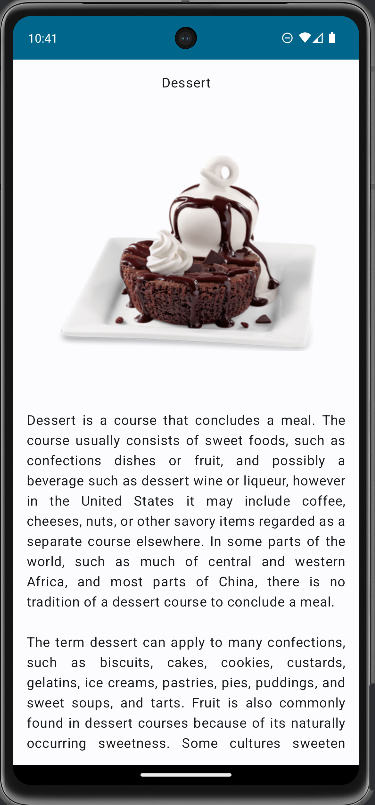 10:41
Dessert
Dessert is a course that concludes a meal. The
course usually consists of sweet foods, such as
confections dishes or fruit, and possibly a
beverage such as dessert wine or liqueur, however
in the United States it may include coffee,
cheeses, nuts, or other savory items regarded as a
separate course elsewhere. In some parts of the
world, such as much of central and western
Africa, and most parts of China, there is no
tradition of a dessert course to conclude a meal.
The term dessert can apply to many confections,
such as biscuits, cakes, cookies, custards,
gelatins, ice creams, pastries, pies, puddings, and
sweet soups, and tarts. Fruit is also commonly
found in dessert courses because of its naturally
occurring sweetness. Some cultures sweeten